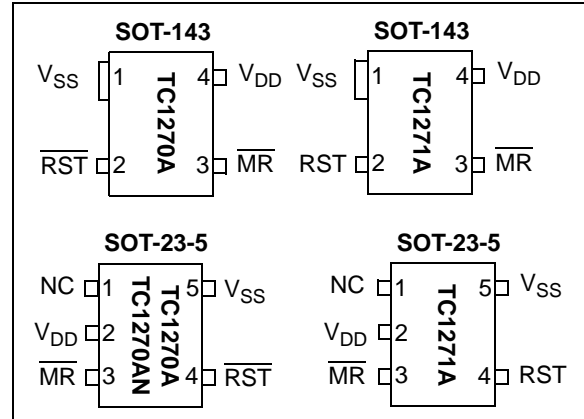 SOT-143
VSS 1 4 VDD
RST 2 3 MR
TC1270A
SOT-143
VSS 1 4 VDD
RST 2 3 MR
TC1271A
SOT-23-5
NC 1 5 VSS
VDD 2
MR 3 4 RST
TC1270A
TC1270AN
SOT-23-5
NC 1 5 VSS
VDD 2
MR 3 4 RST
TC1271A